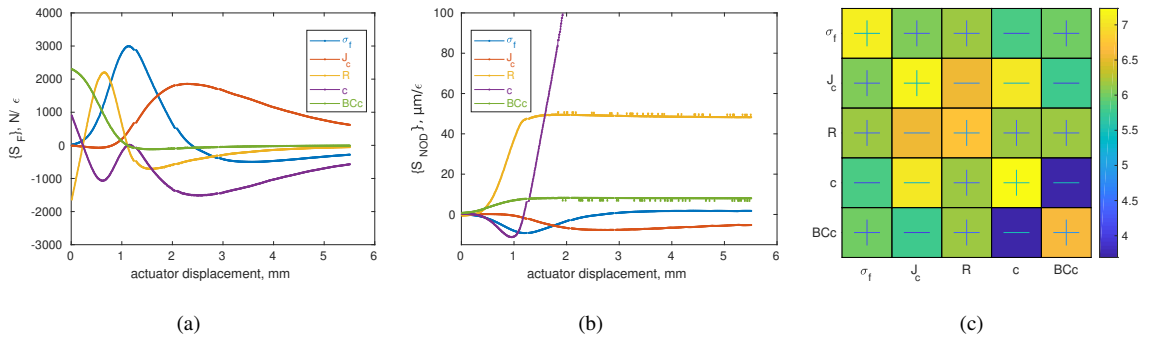 {S_F}, N/ ϵ
4000
3000
2000
1000
0
-1000
-2000
-3000
0 1 2 3 4 5 6
actuator displacement, mm
σ_f
J_c
R
c
BCc
(a)
{S_NOD}, μm/ϵ
100
80
60
40
20
0
0 1 2 3 4 5 6
actuator displacement, mm
σ_f
J_c
R
c
BCc
(b)
σ_f
J_c
R
c
BCc
σ_f J_c R c BCc
7
6.5
6
5.5
5
4.5
4
(c)